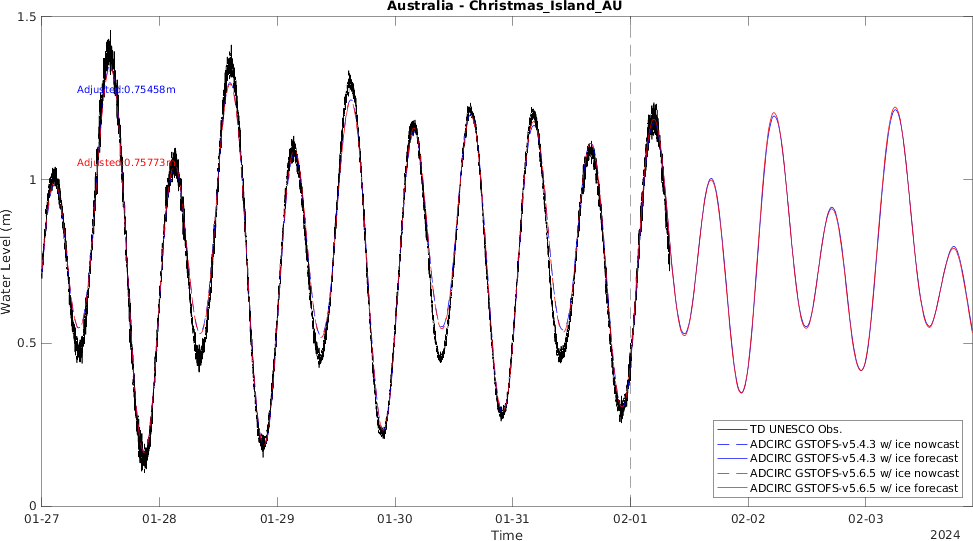 Australia - Christmas_Island_AU
1.5
Adjusted:0.75458m
Adjusted:0.75773m
1
Water Level (m)
0.5
TD UNESCO Obs.
ADCIRC GSTOFS-v5.4.3 w/ ice nowcast
ADCIRC GSTOFS-v5.4.3 w/ ice forecast
ADCIRC GSTOFS-v5.6.5 w/ ice nowcast
ADCIRC GSTOFS-v5.6.5 w/ ice forecast
0
01-27 01-28 01-29 01-30 01-31 02-01 02-02 02-03
Time
2024